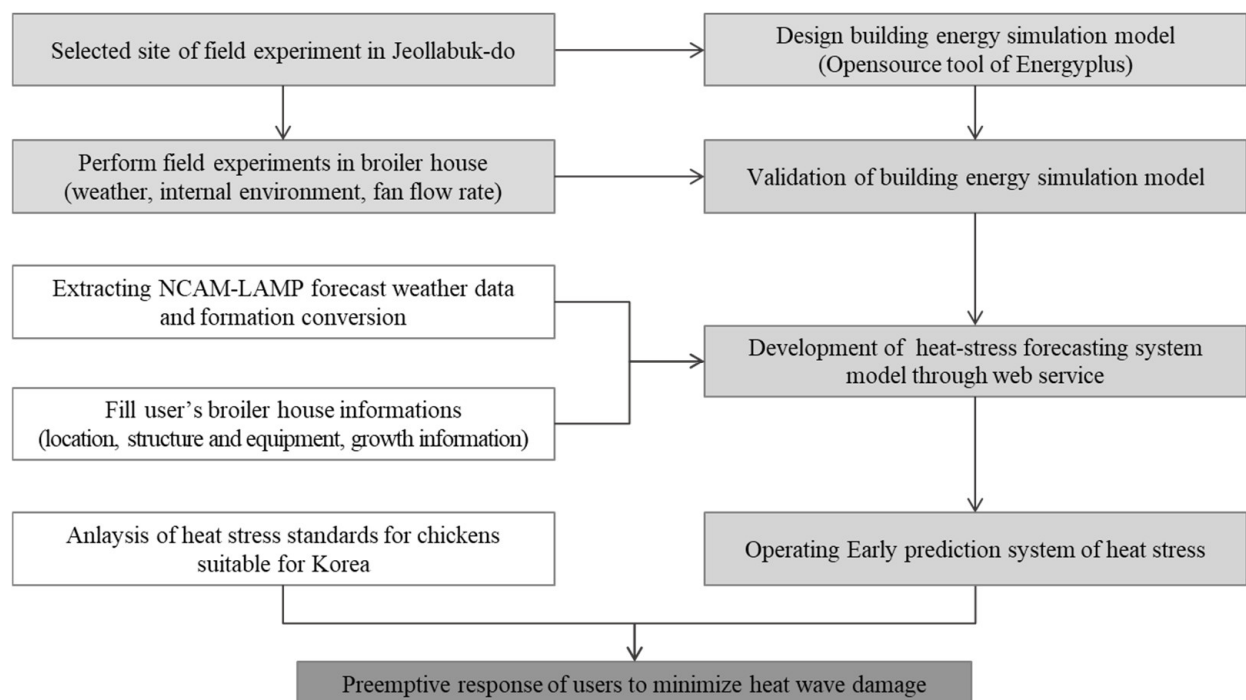 Selected site of field experiment in Jeollabuk-do
Design building energy simulation model
(Opensource tool of Energyplus)
Perform field experiments in broiler house
(weather, internal environment, fan flow rate)
Validation of building energy simulation model
Extracting NCAM-LAMP forecast weather data
and formation conversion
Development of heat-stress forecasting system
model through web service
Fill user’s broiler house informations
(location, structure and equipment, growth information)
Anlaysis of heat stress standards for chickens
suitable for Korea
Operating Early prediction system of heat stress
Preemptive response of users to minimize heat wave damage